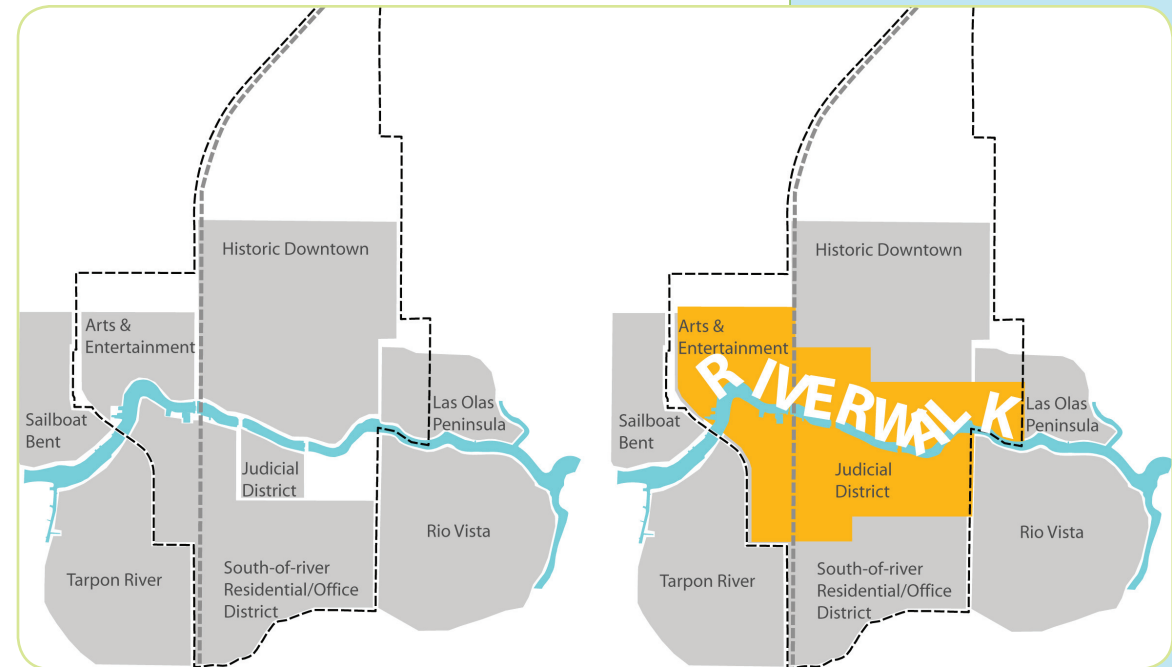 Historic Downtown
Arts &
Entertainment
Sailboat
Bent
Las Olas
Peninsula
Judicial
District
Rio Vista
Tarpon River
South-of-river
Residential/Office
District
Historic Downtown
Arts &
Entertainment
RIVERWALK
Sailboat
Bent
Las Olas
Peninsula
Judicial
District
Rio Vista
Tarpon River
South-of-river
Residential/Office
District